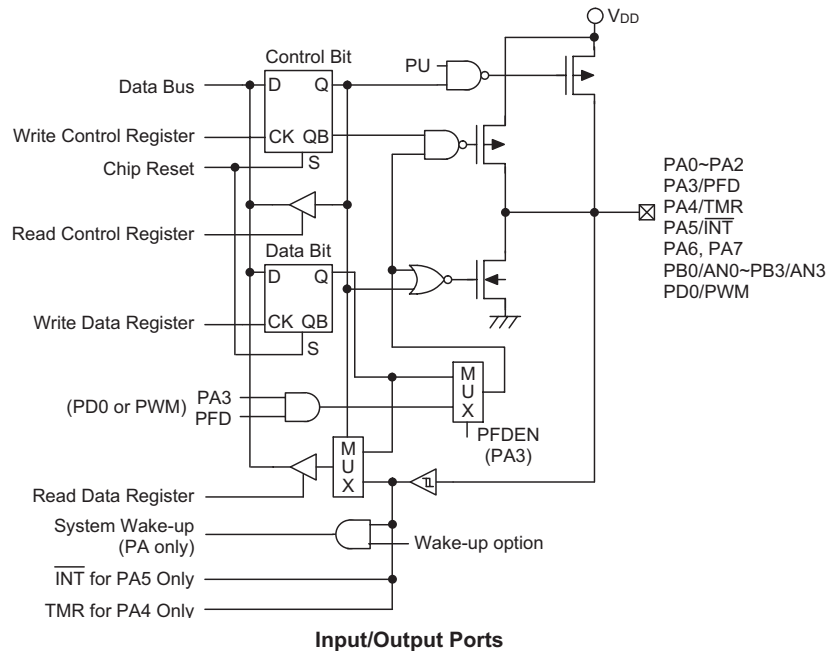 VDD
Control Bit
PU
Data Bus
D Q
Write Control Register
CK QB
Chip Reset
S
Read Control Register
Data Bit
D Q
Write Data Register
CK QB
S
PA0~PA2
PA3/PFD
PA4/TMR
PA5/INT
PA6, PA7
PB0/AN0~PB3/AN3
PD0/PWM
(PD0 or PWM)
PA3
PFD
M
U
X
PFDEN
(PA3)
M
U
X
Read Data Register
System Wake-up
(PA only)
Wake-up option
INT for PA5 Only
TMR for PA4 Only
Input/Output Ports